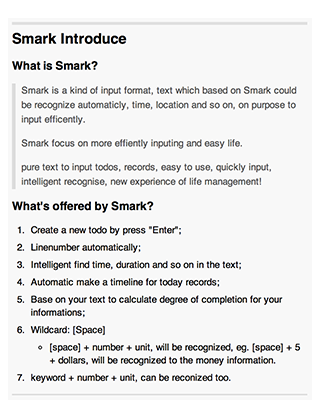 Smark Introduce
What is Smark?
Smark is a kind of input format, text which based on Smark could
be recognize automaticly, time, location and so on, on purpose to
input efficently.
Smark focus on more effiently inputing and easy life.
pure text to input todos, records, easy to use, quickly input,
intelligent recognise, new experience of life management!
What's offered by Smark?
1. Create a new todo by press "Enter";
2. Linenumber automatically;
3. Intelligent find time, duration and so on in the text;
4. Automatic make a timeline for today records;
5. Base on your text to calculate degree of completion for your
informations;
6. Wildcard: [Space]
◦ [space] + number + unit, will be recognized, eg. [space] + 5
+ dollars, will be recognized to the money information.
7. keyword + number + unit, can be reconized too.